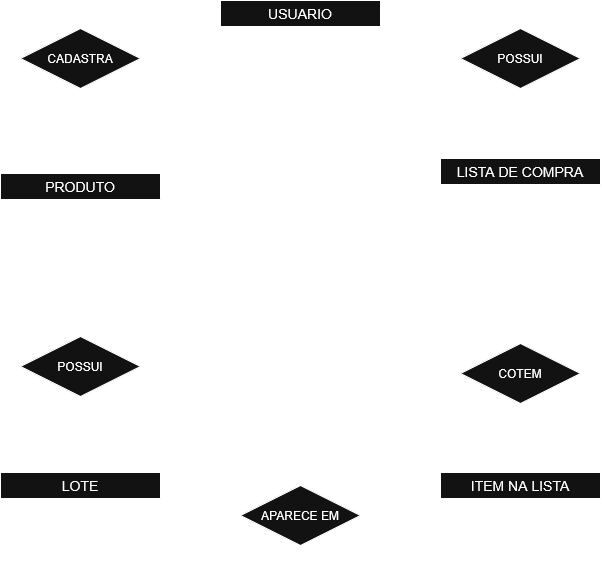 USUARIO
CADASTRA
POSSUI
LISTA DE COMPRA
PRODUTO
POSSUI
COTEM
LOTE
ITEM NA LISTA
APARECE EM